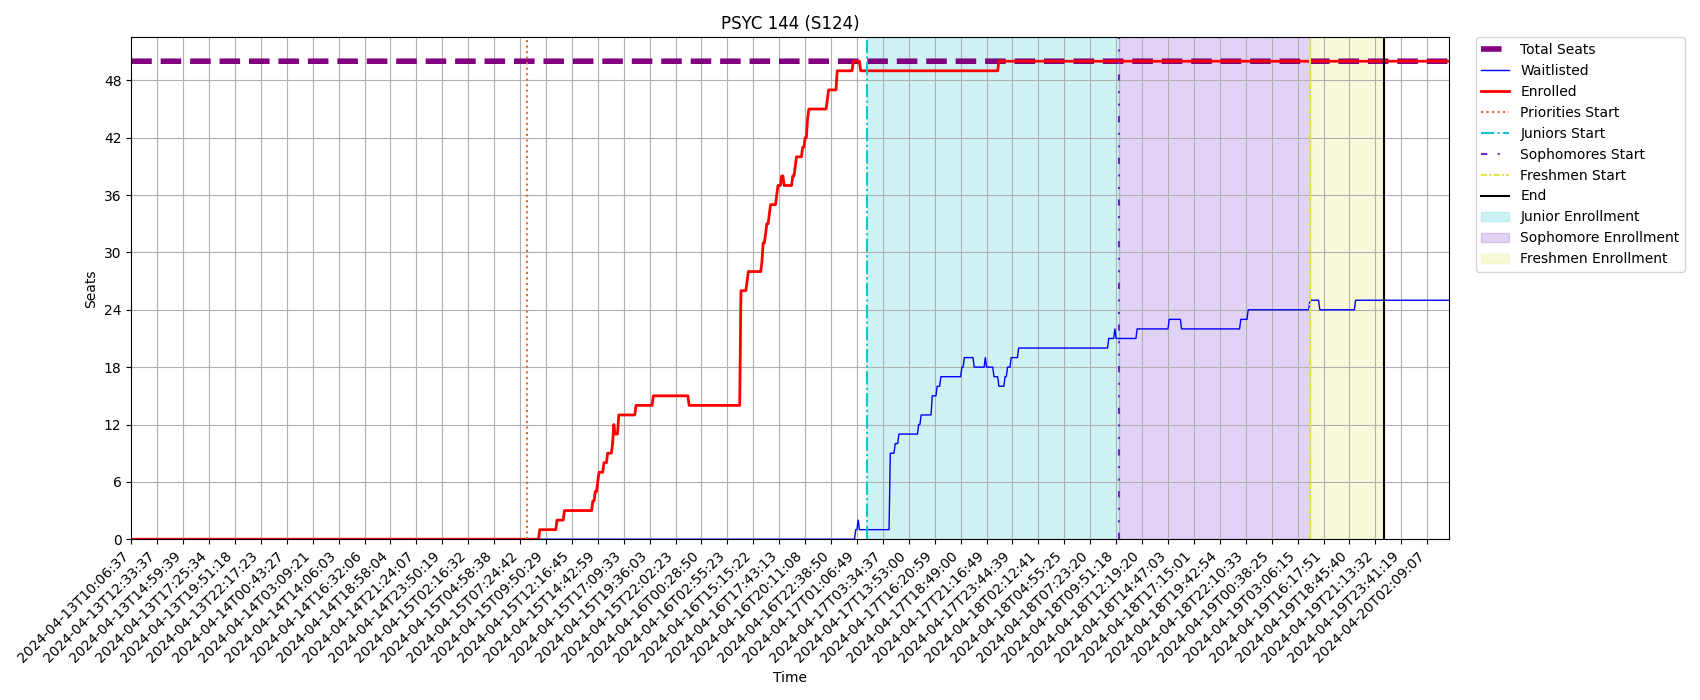 PSYC 144 (S124)
Total Seats
Waitlisted
Enrolled
Priorities Start
Juniors Start
Sophomores Start
Freshmen Start
End
Junior Enrollment
Sophomore Enrollment
Freshmen Enrollment
Seats
48
42
36
30
24
18
12
6
0
2024-04-13T10:06:37
2024-04-13T12:33:37
2024-04-13T14:59:39
2024-04-13T17:25:34
2024-04-13T19:51:18
2024-04-13T22:17:23
2024-04-14T00:43:27
2024-04-14T03:09:21
2024-04-14T14:06:03
2024-04-14T16:32:06
2024-04-14T18:58:04
2024-04-14T21:24:07
2024-04-14T23:50:19
2024-04-15T02:16:32
2024-04-15T04:58:38
2024-04-15T07:24:42
2024-04-15T09:50:29
2024-04-15T12:16:45
2024-04-15T14:42:59
2024-04-15T17:09:33
2024-04-15T19:36:03
2024-04-15T22:02:23
2024-04-16T00:28:50
2024-04-16T02:55:23
2024-04-16T15:15:22
2024-04-16T17:43:13
2024-04-16T20:11:08
2024-04-16T22:38:50
2024-04-17T01:06:49
2024-04-17T03:34:37
2024-04-17T13:53:00
2024-04-17T16:20:59
2024-04-17T18:49:00
2024-04-17T21:16:49
2024-04-17T23:44:39
2024-04-18T02:12:41
2024-04-18T04:55:25
2024-04-18T07:23:20
2024-04-18T09:51:18
2024-04-18T12:19:20
2024-04-18T14:47:03
2024-04-18T17:15:01
2024-04-18T19:42:54
2024-04-18T22:10:33
2024-04-19T00:38:25
2024-04-19T03:06:15
2024-04-19T16:17:51
2024-04-19T18:45:40
2024-04-19T21:13:32
2024-04-19T23:41:19
2024-04-20T02:09:07
Time